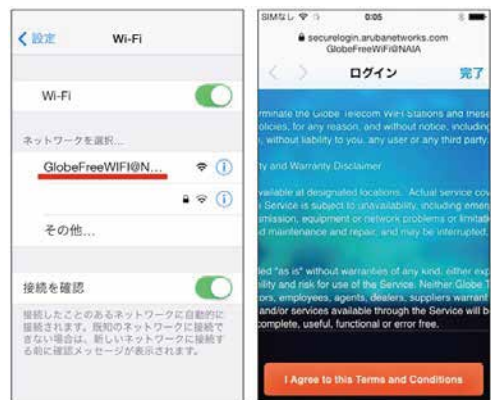 設定
Wi-Fi
Wi-Fi
ネットワークを選択...
GlobeFreeWIFI@N...
その他...
接続を確認
接続したことのあるネットワークに自動的に
接続されます。既知のネットワークに接続で
きない場合は、新しいネットワークに接続す
る前に確認メッセージが表示されます。
SIMなし
0:05
securelogin.arubanetworks.com
GlobeFreeWiFi@NAIA
ログイン
完了
rminate the Globe Telecom WiFi Stations and these
olicies, for any reason, and without notice, including
, without liability to you, any user or any third party.
ty and Warranty Disclaimer
vailable at designated locations. Actual service cov
Service is subject to unavailability, including emer
smission, equipment or network problems or limitati
d maintenance and repair, and may be interrupted,
ed "as is" without warranties of any kind, either exp
ility and risk for use of the Service. Neither Globe T
ors, employees, agents, dealers, suppliers warrant
and/or services available through the Service will b
complete, useful, functional or error free.
I Agree to this Terms and Conditions